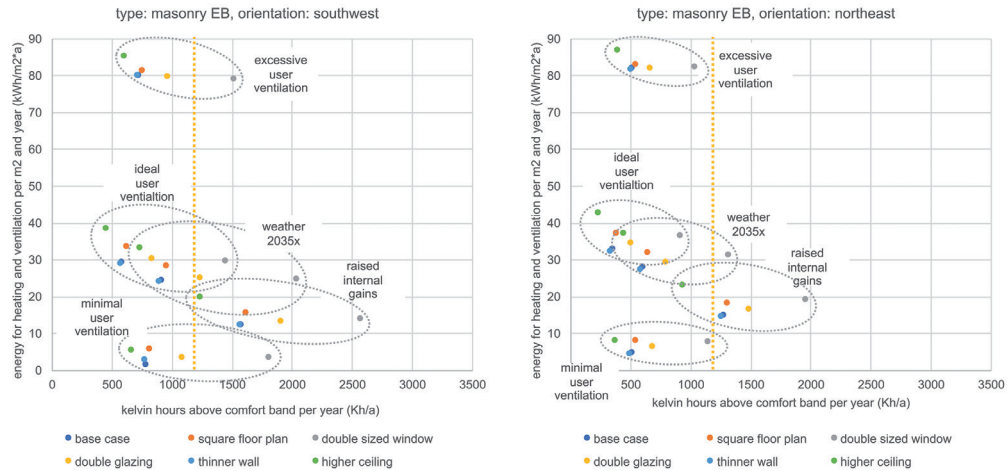 type: masonry EB, orientation: southwest
energy for heating and ventilation per m2 and year (kWh/m2*a)
90
80
70
60
50
40
30
20
10
0
excessive
user
ventilation
ideal
user
ventialtion
weather
2035x
raised
internal
gains
minimal
user
ventilation
0
500
1000
1500
2000
2500
3000
3500
kelvin hours above comfort band per year (Kh/a)
base case
square floor plan
double sized window
double glazing
thinner wall
higher ceiling
type: masonry EB, orientation: northeast
energy for heating and ventilation per m2 and year (kWh/m2*a)
90
80
70
60
50
40
30
20
10
excessive
user
ventilation
ideal
user
ventialtion
weather
2035x
raised
internal
gains
minimal
user
ventilation
500
1000
1500
2000
2500
3000
3500
kelvin hours above comfort band per year (Kh/a)
base case
square floor plan
double sized window
double glazing
thinner wall
higher ceiling